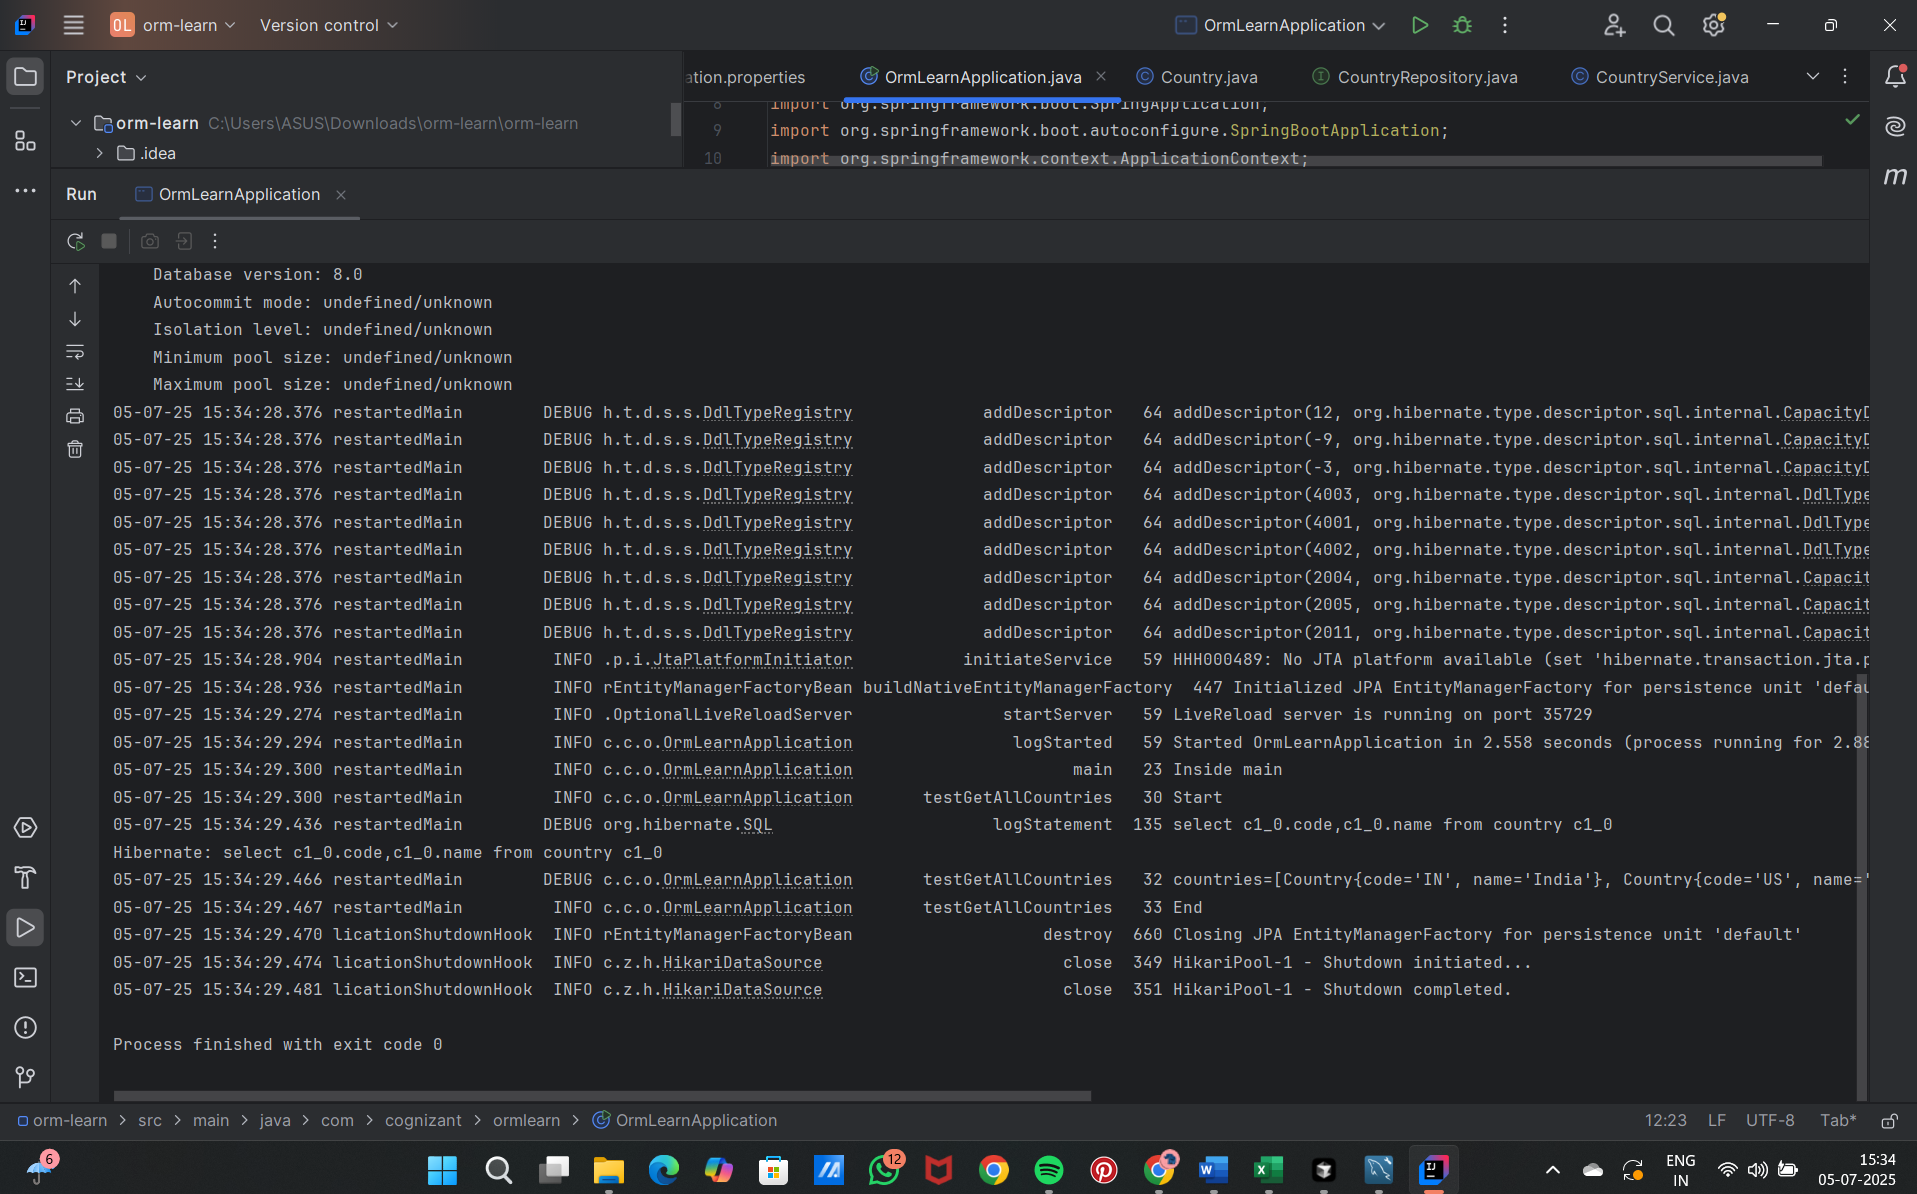 OL orm-learn Version control OrmLearnApplication
Project
ation.properties OrmLearnApplication.java Country.java CountryRepository.java CountryService.java
orm-learn C:\Users\ASUS\Downloads\orm-learn\orm-learn
.idea
8 import org.springframework.boot.SpringApplication;
9 import org.springframework.boot.autoconfigure.SpringBootApplication;
10 import org.springframework.context.ApplicationContext;
m
Run OrmLearnApplication
Database version: 8.0
Autocommit mode: undefined/unknown
Isolation level: undefined/unknown
Minimum pool size: undefined/unknown
Maximum pool size: undefined/unknown
05-07-25 15:34:28.376 restartedMain DEBUG h.t.d.s.s.DdlTypeRegistry addDescriptor 64 addDescriptor(12, org.hibernate.type.descriptor.sql.internal.CapacityD
05-07-25 15:34:28.376 restartedMain DEBUG h.t.d.s.s.DdlTypeRegistry addDescriptor 64 addDescriptor(-9, org.hibernate.type.descriptor.sql.internal.CapacityD
05-07-25 15:34:28.376 restartedMain DEBUG h.t.d.s.s.DdlTypeRegistry addDescriptor 64 addDescriptor(-3, org.hibernate.type.descriptor.sql.internal.CapacityD
05-07-25 15:34:28.376 restartedMain DEBUG h.t.d.s.s.DdlTypeRegistry addDescriptor 64 addDescriptor(4003, org.hibernate.type.descriptor.sql.internal.DdlType
05-07-25 15:34:28.376 restartedMain DEBUG h.t.d.s.s.DdlTypeRegistry addDescriptor 64 addDescriptor(4001, org.hibernate.type.descriptor.sql.internal.DdlType
05-07-25 15:34:28.376 restartedMain DEBUG h.t.d.s.s.DdlTypeRegistry addDescriptor 64 addDescriptor(4002, org.hibernate.type.descriptor.sql.internal.DdlType
05-07-25 15:34:28.376 restartedMain DEBUG h.t.d.s.s.DdlTypeRegistry addDescriptor 64 addDescriptor(2004, org.hibernate.type.descriptor.sql.internal.Capacit
05-07-25 15:34:28.376 restartedMain DEBUG h.t.d.s.s.DdlTypeRegistry addDescriptor 64 addDescriptor(2005, org.hibernate.type.descriptor.sql.internal.Capacit
05-07-25 15:34:28.376 restartedMain DEBUG h.t.d.s.s.DdlTypeRegistry addDescriptor 64 addDescriptor(2011, org.hibernate.type.descriptor.sql.internal.Capacit
05-07-25 15:34:28.904 restartedMain INFO .p.i.JtaPlatformInitiator initiateService 59 HHH000489: No JTA platform available (set 'hibernate.transaction.jta.p
05-07-25 15:34:28.936 restartedMain INFO rEntityManagerFactoryBean buildNativeEntityManagerFactory 447 Initialized JPA EntityManagerFactory for persistence unit 'defau
05-07-25 15:34:29.274 restartedMain INFO .OptionalLiveReloadServer startServer 59 LiveReload server is running on port 35729
05-07-25 15:34:29.294 restartedMain INFO c.c.o.OrmLearnApplication logStarted 59 Started OrmLearnApplication in 2.558 seconds (process running for 2.88
05-07-25 15:34:29.300 restartedMain INFO c.c.o.OrmLearnApplication main 23 Inside main
05-07-25 15:34:29.300 restartedMain INFO c.c.o.OrmLearnApplication testGetAllCountries 30 Start
05-07-25 15:34:29.436 restartedMain DEBUG org.hibernate.SQL logStatement 135 select c1_0.code,c1_0.name from country c1_0
Hibernate: select c1_0.code,c1_0.name from country c1_0
05-07-25 15:34:29.466 restartedMain DEBUG c.c.o.OrmLearnApplication testGetAllCountries 32 countries=[Country{code='IN', name='India'}, Country{code='US', name='
05-07-25 15:34:29.467 restartedMain INFO c.c.o.OrmLearnApplication testGetAllCountries 33 End
05-07-25 15:34:29.470 licationShutdownHook INFO rEntityManagerFactoryBean destroy 660 Closing JPA EntityManagerFactory for persistence unit 'default'
05-07-25 15:34:29.474 licationShutdownHook INFO c.z.h.HikariDataSource close 349 HikariPool-1 - Shutdown initiated...
05-07-25 15:34:29.481 licationShutdownHook INFO c.z.h.HikariDataSource close 351 HikariPool-1 - Shutdown completed.
Process finished with exit code 0
orm-learn > src > main > java > com > cognizant > ormlearn > OrmLearnApplication 12:23 LF UTF-8 Tab*
6 12 ENG IN 15:34
05-07-2025